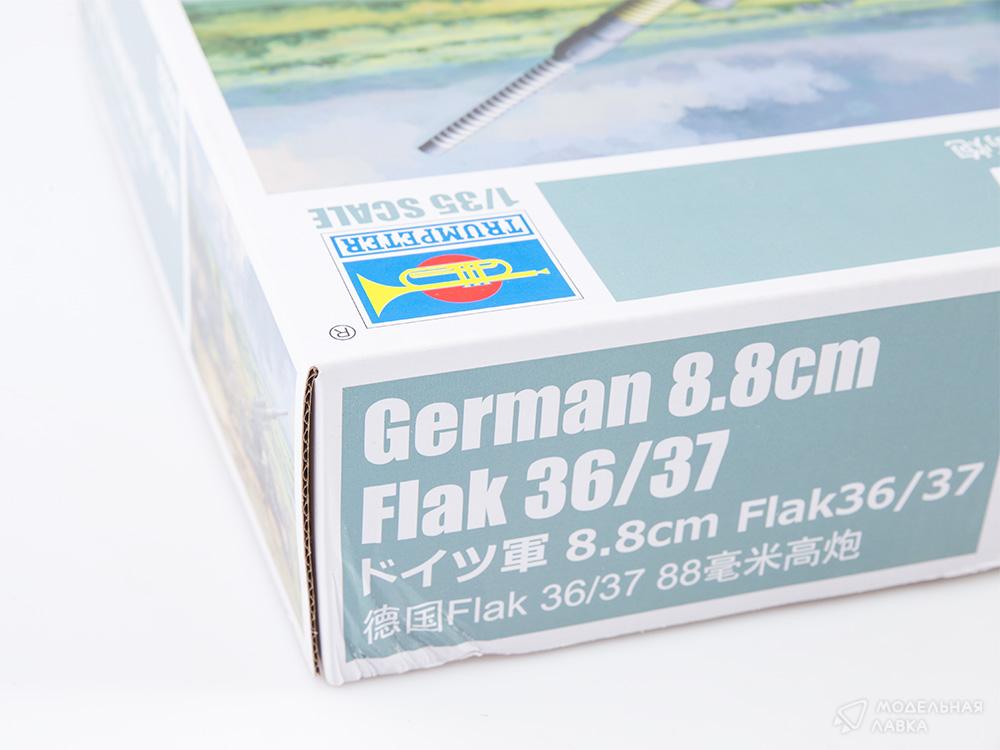 炮
1/35 SCALE
TRUMPETER
®
German 8.8cm
Flak 36/37
ドイツ軍 8.8cm Flak36/37
德国Flak 36/37 88毫米高炮
МОДЕЛЬНАЯ
ЛАВКА